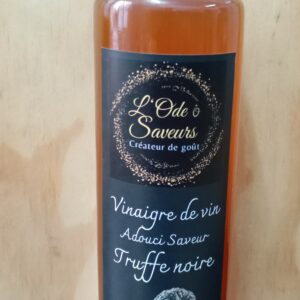 L'Ode ô
Saveurs
Créateur de goût
Vinaigre de vin
Adouci Saveur
Truffe noire